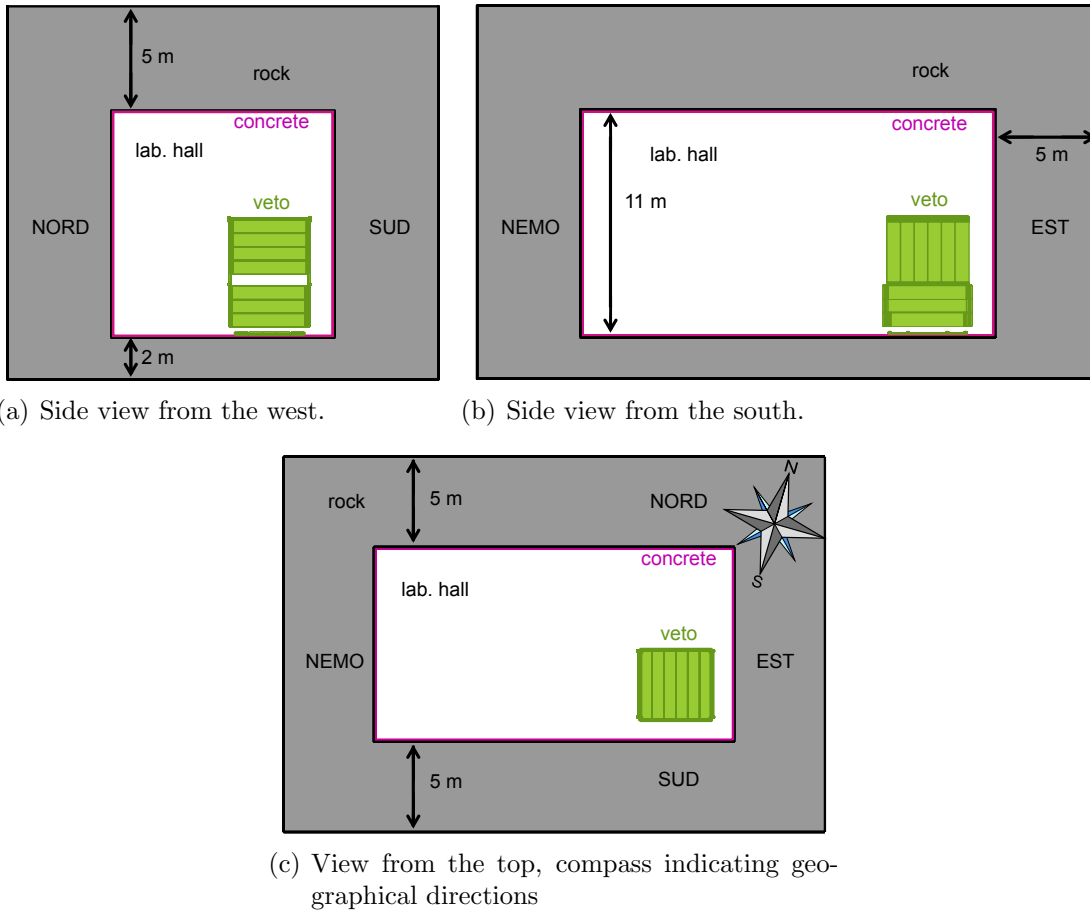 5 m
rock
concrete
lab. hall
veto
NORD
SUD
2 m
(a) Side view from the west.
rock
concrete
lab. hall
5 m
veto
11 m
NEMO
EST
(b) Side view from the south.
N
rock
5 m
NORD
concrete
S
lab. hall
veto
NEMO
EST
5 m
SUD
(c) View from the top, compass indicating geo-
graphical directions